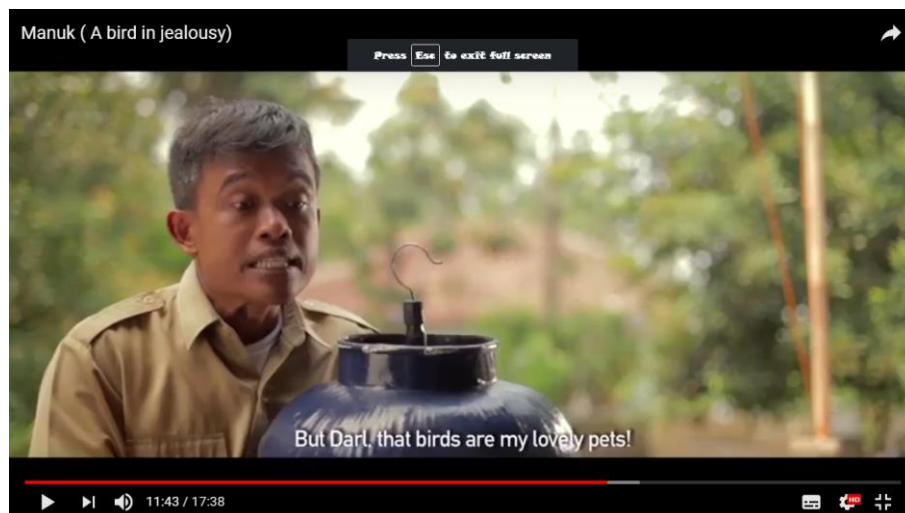 Manuk ( A bird in jealousy)
Press Esc to exit full screen
But Darl, that birds are my lovely pets!
11:43 / 17:38
HD